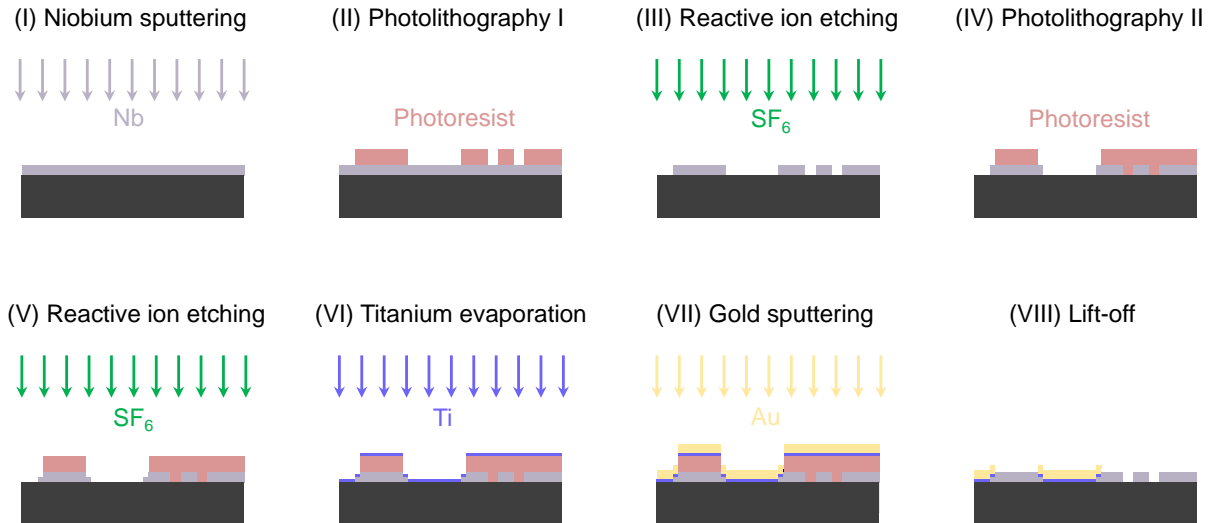 (I) Niobium sputtering
(II) Photolithography I
(III) Reactive ion etching
(IV) Photolithography II
Nb
Photoresist
SF₆
Photoresist
(V) Reactive ion etching
(VI) Titanium evaporation
(VII) Gold sputtering
(VIII) Lift-off
SF₆
Ti
Au